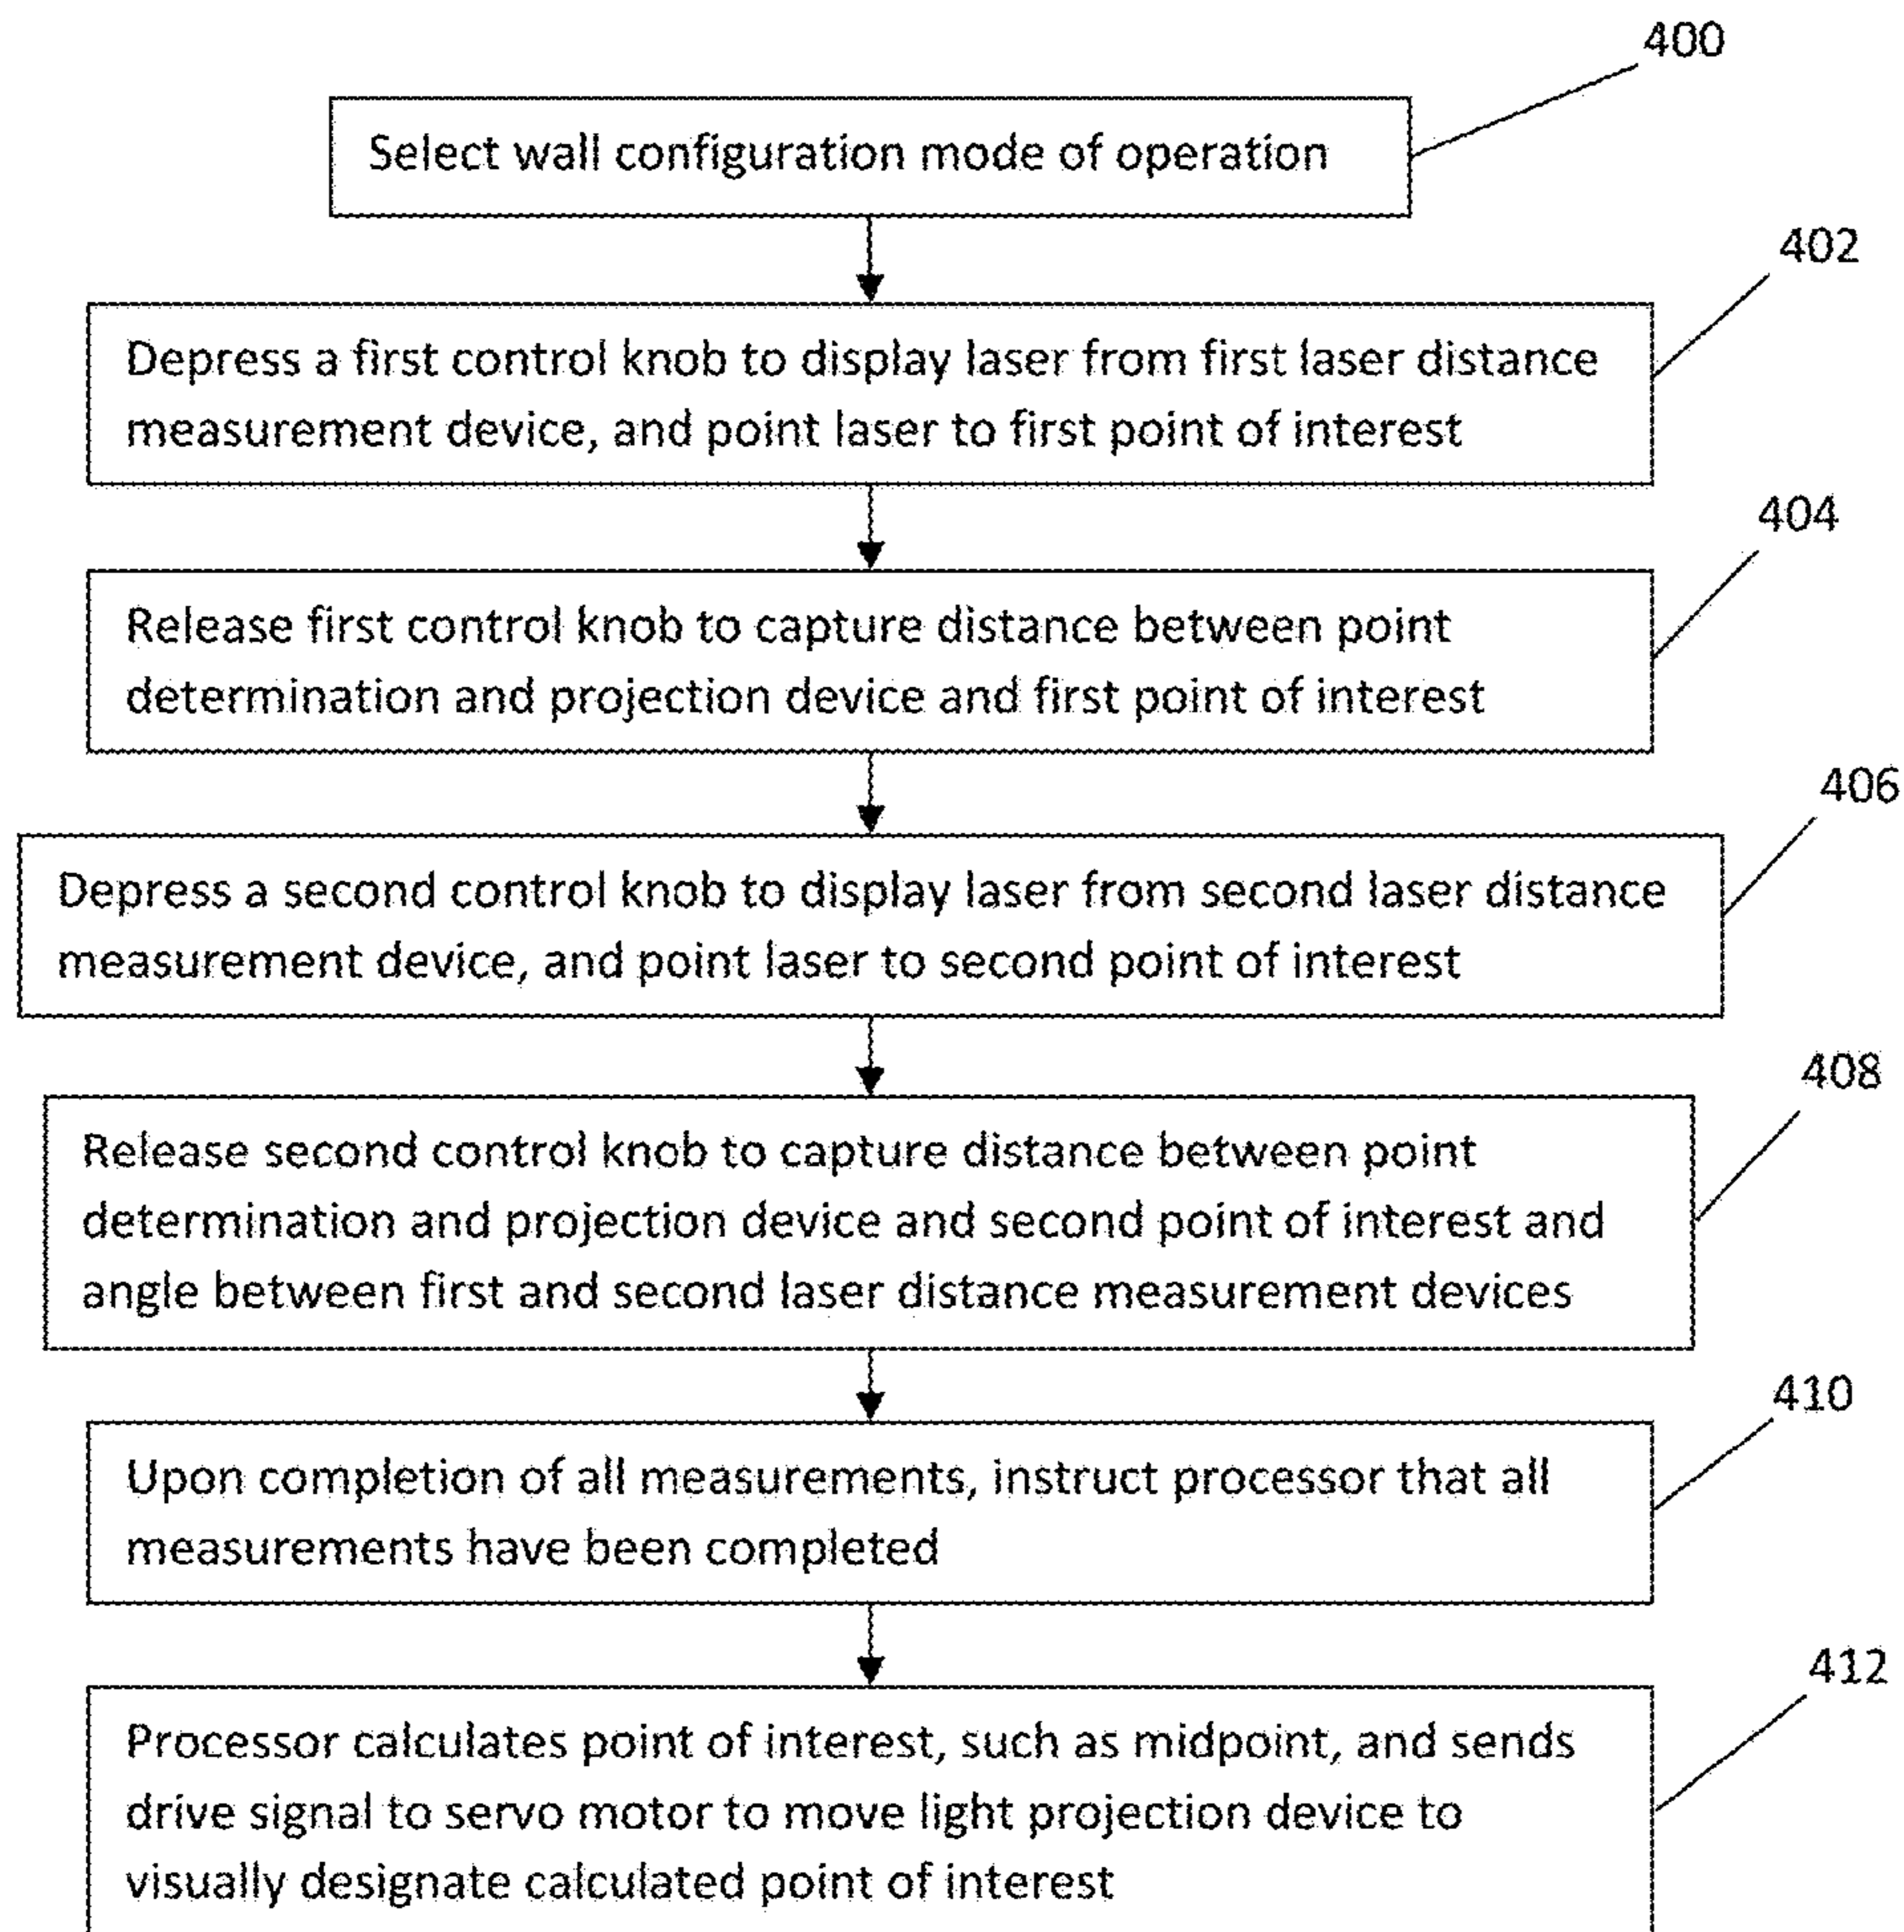 400
Select wall configuration mode of operation
402
Depress a first control knob to display laser from first laser distance
measurement device, and point laser to first point of interest
404
Release first control knob to capture distance between point
determination and projection device and first point of interest
406
Depress a second control knob to display laser from second laser distance
measurement device, and point laser to second point of interest
408
Release second control knob to capture distance between point
determination and projection device and second point of interest and
angle between first and second laser distance measurement devices
410
Upon completion of all measurements, instruct processor that all
measurements have been completed
412
Processor calculates point of interest, such as midpoint, and sends
drive signal to servo motor to move light projection device to
visually designate calculated point of interest